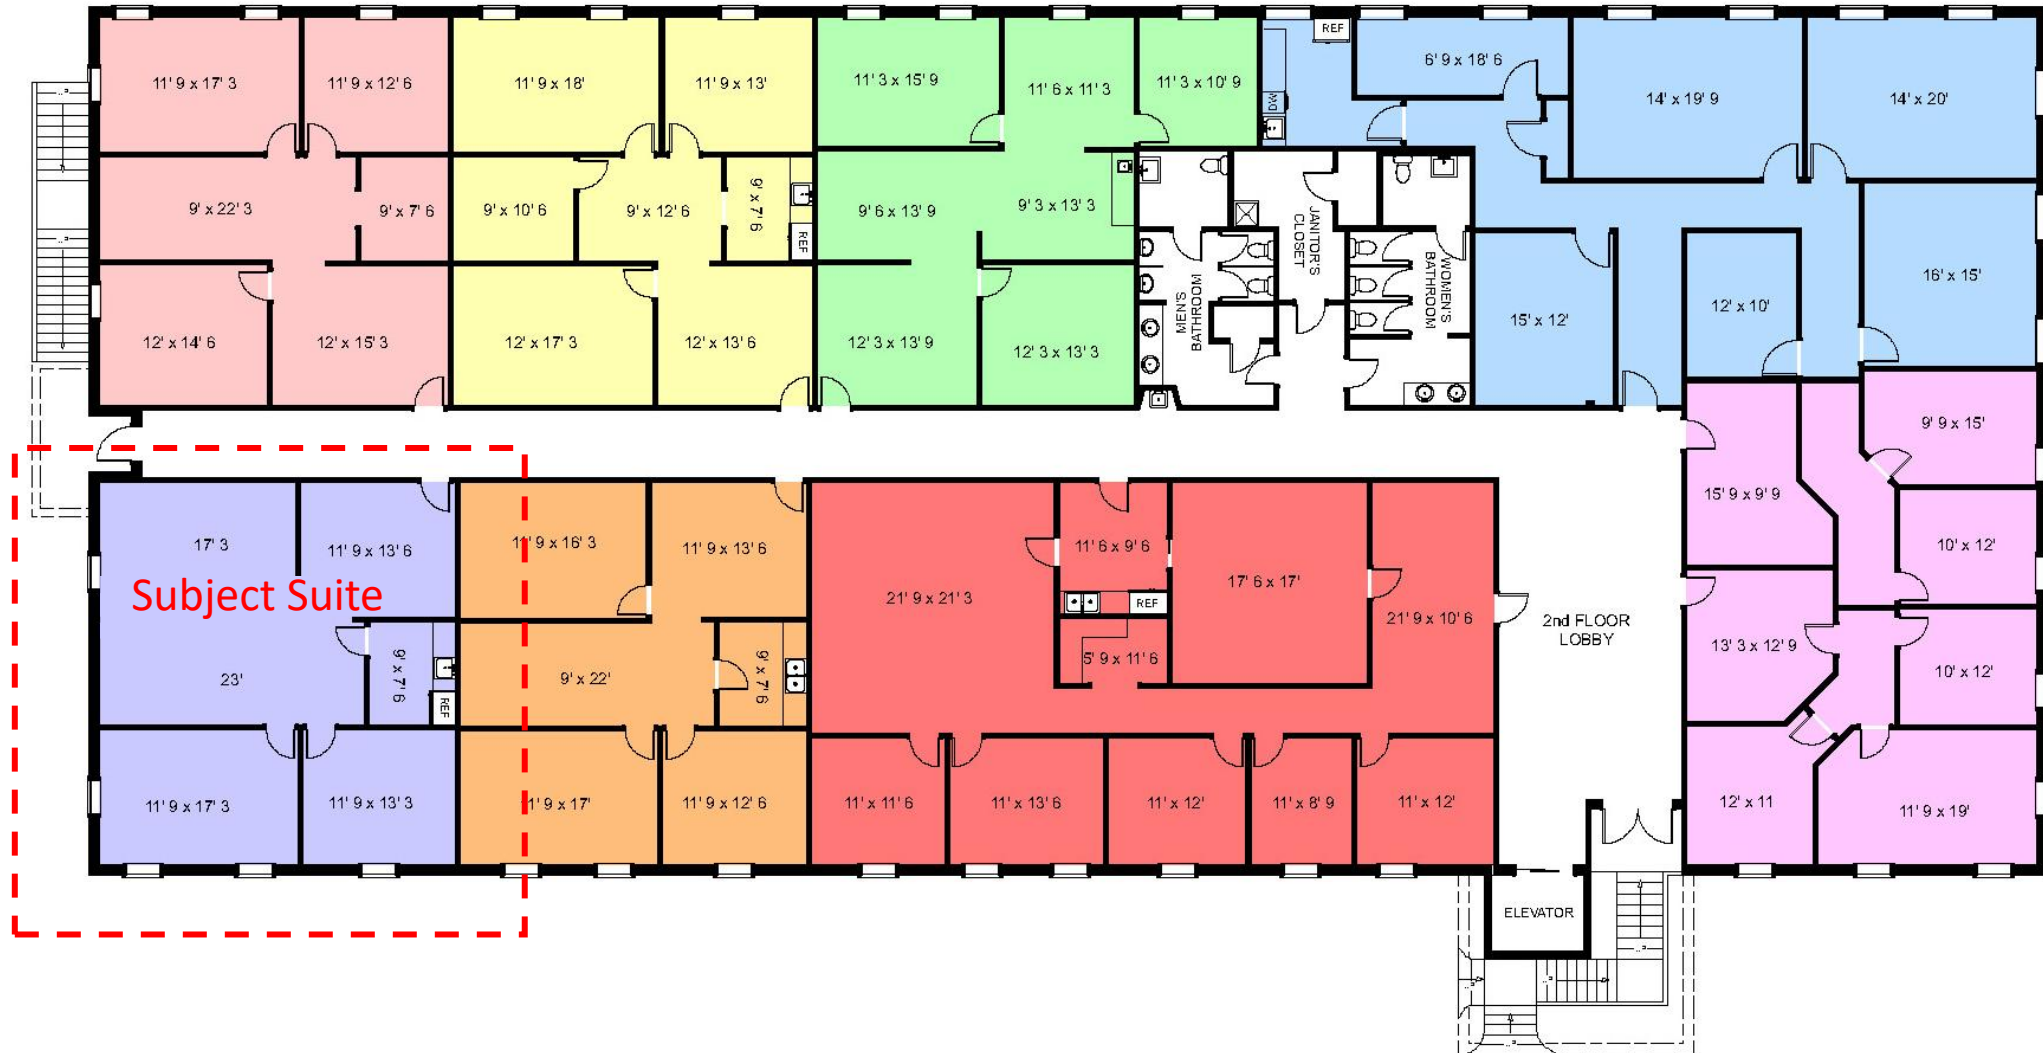 11' 9 x 17' 3
11' 9 x 12' 6
11' 9 x 18'
11' 9 x 13'
11' 3 x 15' 9
11' 6 x 11' 3
11' 3 x 10' 9
REF
DW
6' 9 x 18' 6
14' x 19' 9
14' x 20'
9' x 22' 3
9' x 7' 6
9' x 10' 6
9' x 12' 6
9' x 7' 6
REF
9' 6 x 13' 9
9' 3 x 13' 3
JANITOR'S
CLOSET
MEN'S
BATHROOM
WOMEN'S
BATHROOM
15' x 12'
12' x 10'
16' x 15'
12' x 14' 6
12' x 15' 3
12' x 17' 3
12' x 13' 6
12' 3 x 13' 9
12' 3 x 13' 3
9' 9 x 15'
15' 9 x 9' 9
10' x 12'
13' 3 x 12' 9
10' x 12'
12' x 11
11' 9 x 19'
17' 3
11' 9 x 13' 6
Subject Suite
23'
9' x 7' 6
REF
11' 9 x 17' 3
11' 9 x 13' 3
11' 9 x 16' 3
11' 9 x 13' 6
9' x 22'
9' x 7' 6
11' 9 x 17'
11' 9 x 12' 6
21' 9 x 21' 3
11' 6 x 9' 6
REF
17' 6 x 17'
21' 9 x 10' 6
5' 9 x 11' 6
11' x 11' 6
11' x 13' 6
11' x 12'
11' x 8' 9
11' x 12'
2nd FLOOR
LOBBY
ELEVATOR